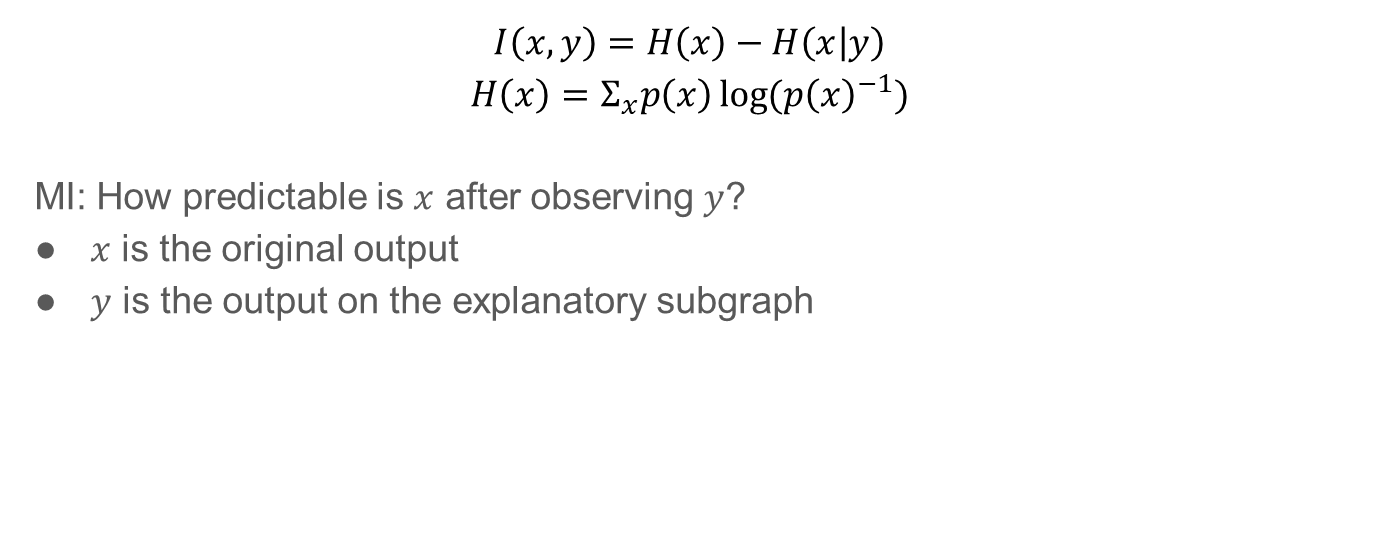 I(x, y) = H(x) − H(x|y)
H(x) = Σₓp(x) log(p(x)⁻¹)
MI: How predictable is x after observing y?
● x is the original output
● y is the output on the explanatory subgraph